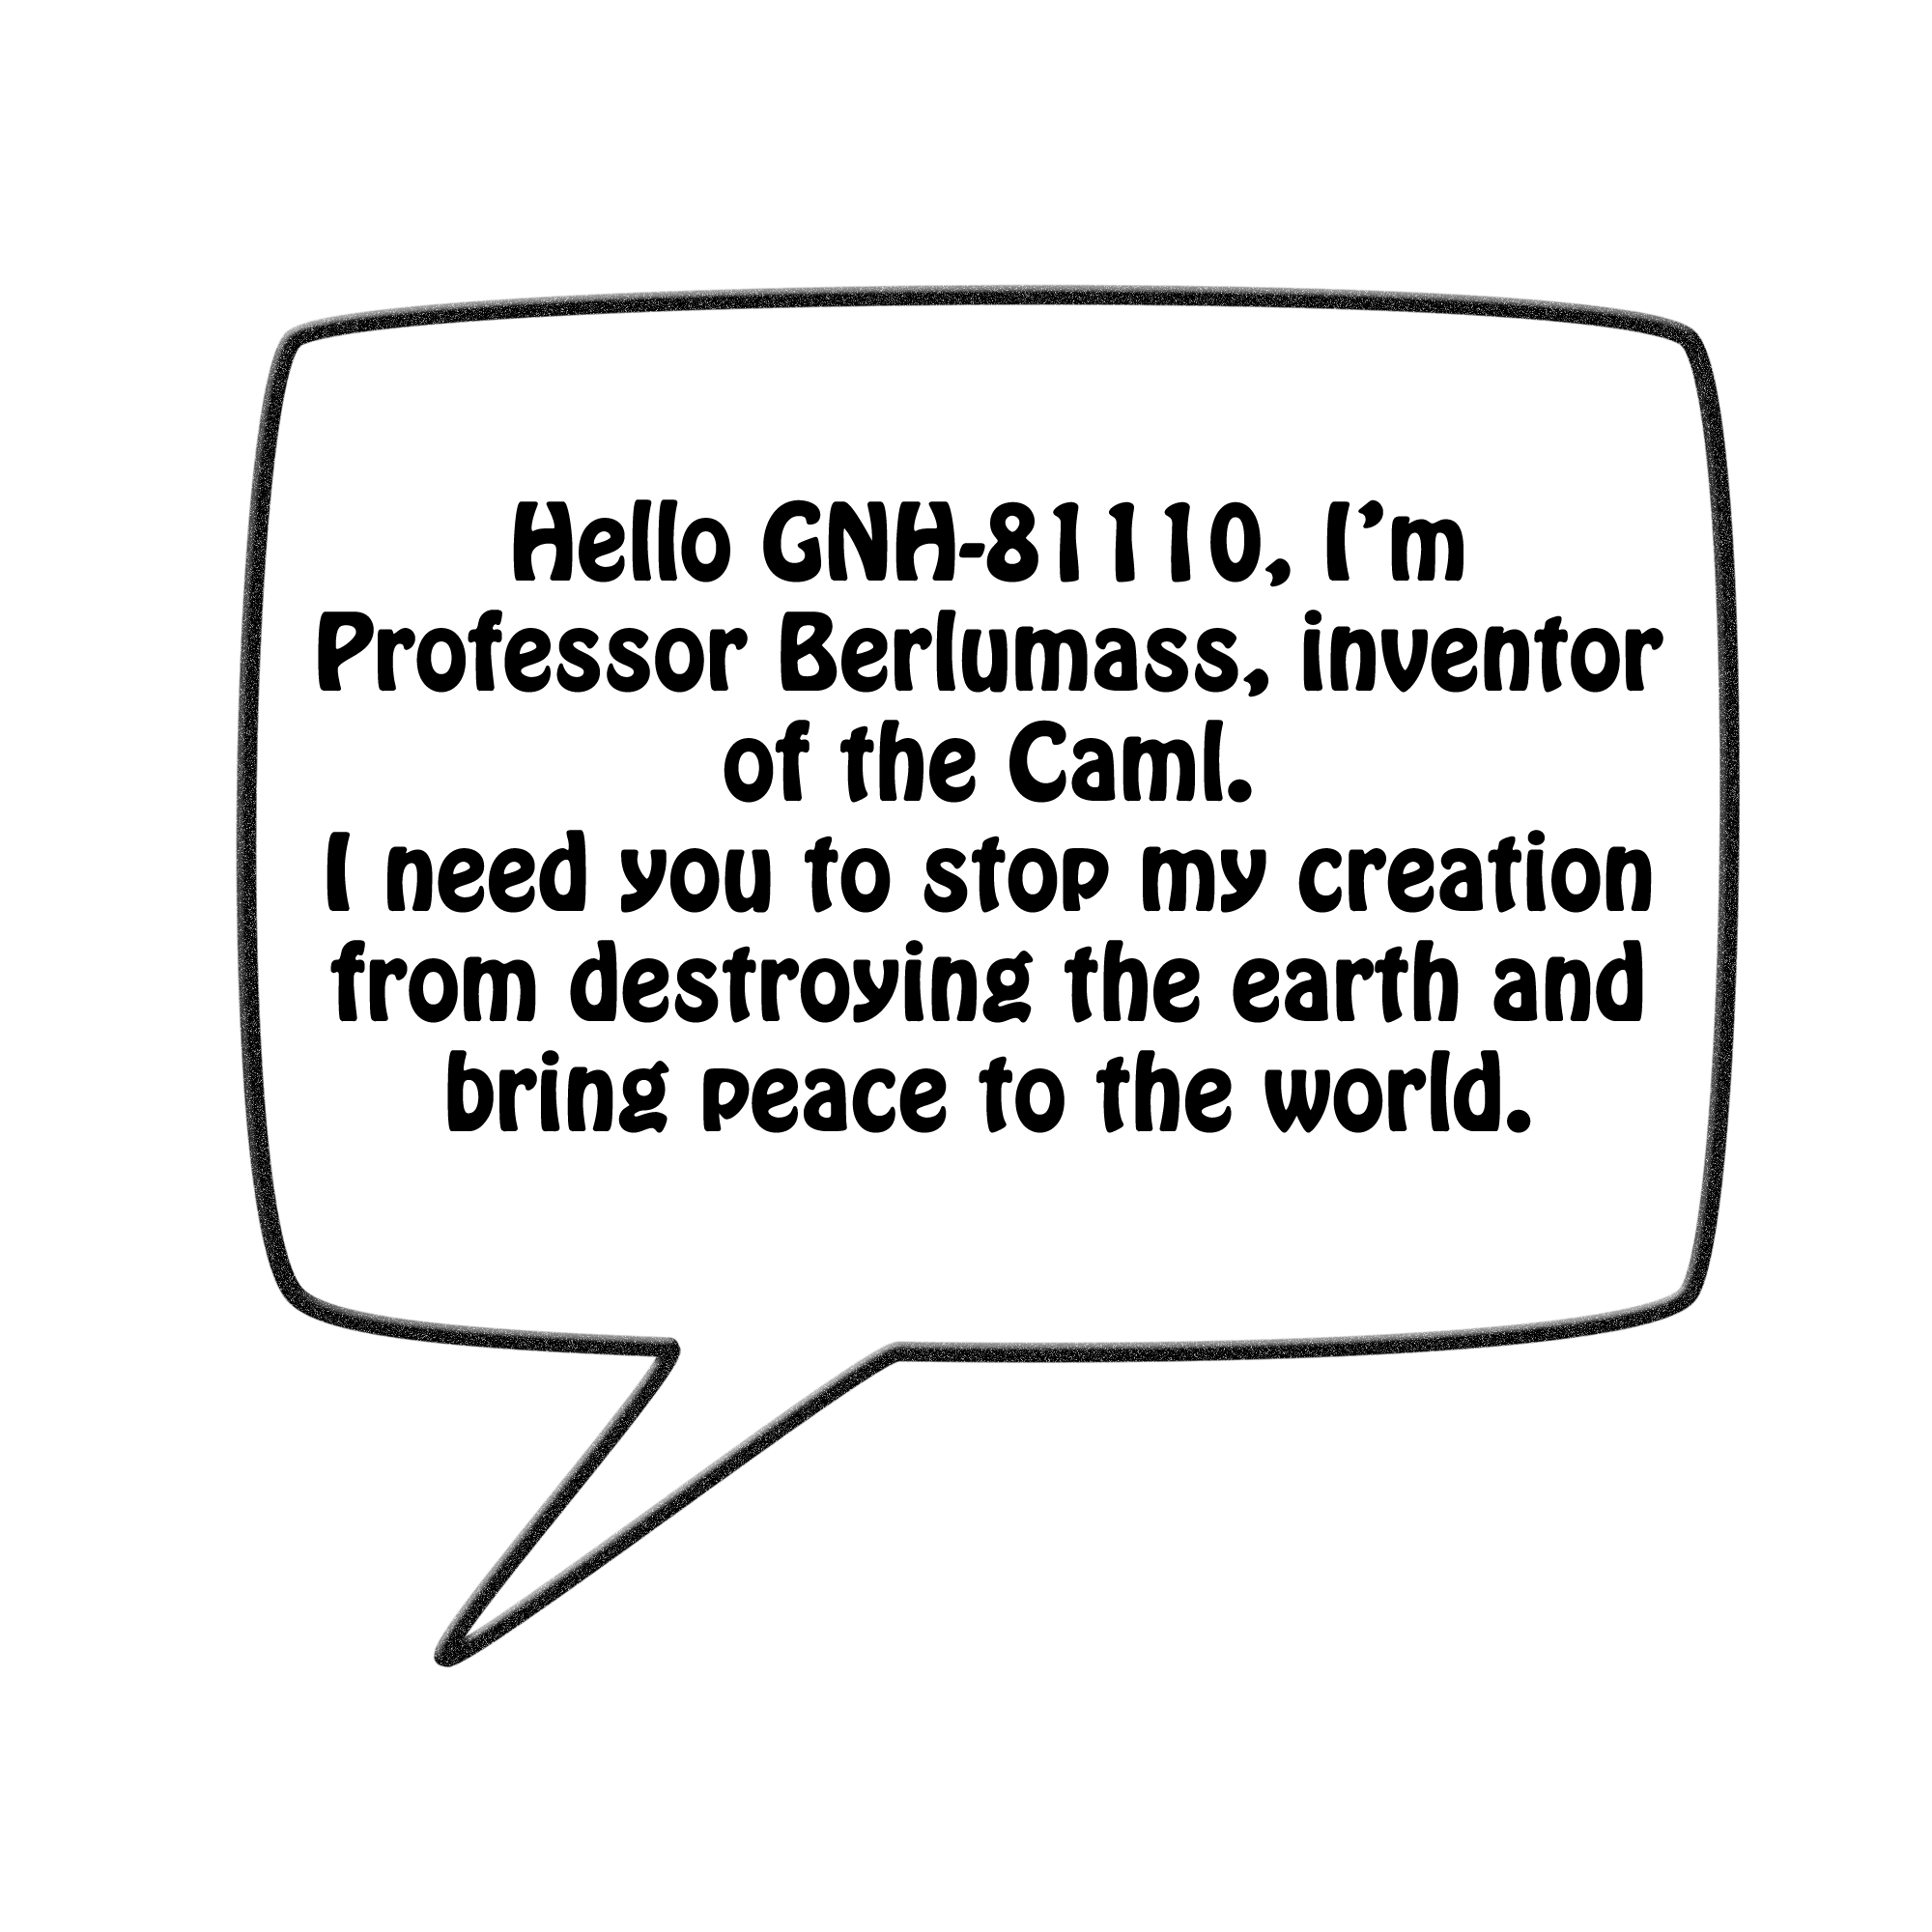 Hello GNH-81110, I’m
Professor Berlumass, inventor
of the Caml.
I need you to stop my creation
from destroying the earth and
bring peace to the world.